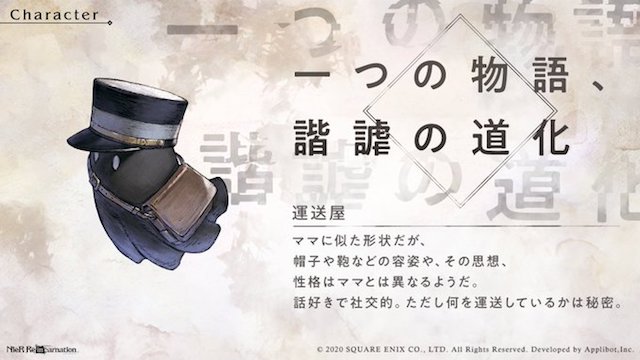 Character
一つの物語、
諧謔の道化
運送屋
ママに似た形状だが、
帽子や鞄などの容姿や、その思想、
性格はママとは異なるようだ。
話好きで社交的。ただし何を運送しているかは秘密。
NieR Re[in]carnation
© 2020 SQUARE ENIX CO., LTD. All Rights Reserved. Developed by Applibot,Inc.